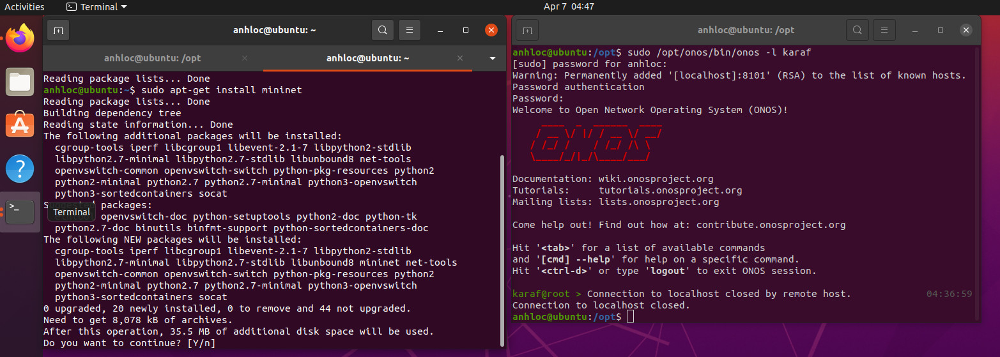 Activities
Terminal
Apr 7 04:47
anhloc@ubuntu: ~
anhloc@ubuntu: /opt
anhloc@ubuntu: ~
Reading package lists... Done
anhloc@ubuntu:~$ sudo apt-get install mininet
Reading package lists... Done
Building dependency tree
Reading state information... Done
The following additional packages will be installed:
cgroup-tools iperf libcgroup1 libevent-2.1-7 libpython2-stdlib
libpython2.7-minimal libpython2.7-stdlib libunbound8 net-tools
openvswitch-common openvswitch-switch python-pkg-resources python2
python2-minimal python2.7 python2.7-minimal python3-openvswitch
python3-sortedcontainers socat
Suggested packages:
Terminal
openvswitch-doc python-setuptools python2-doc python-tk
python2.7-doc binutils binfmt-support python-sortedcontainers-doc
The following NEW packages will be installed:
cgroup-tools iperf libcgroup1 libevent-2.1-7 libpython2-stdlib
libpython2.7-minimal libpython2.7-stdlib libunbound8 mininet net-tools
openvswitch-common openvswitch-switch python-pkg-resources python2
python2-minimal python2.7 python2.7-minimal python3-openvswitch
python3-sortedcontainers socat
0 upgraded, 20 newly installed, 0 to remove and 44 not upgraded.
Need to get 8,078 kB of archives.
After this operation, 35.5 MB of additional disk space will be used.
Do you want to continue? [Y/n]
anhloc@ubuntu: /opt
anhloc@ubuntu:/opt$ sudo /opt/onos/bin/onos -l karaf
[sudo] password for anhloc:
Warning: Permanently added '[localhost]:8101' (RSA) to the list of known hosts.
Password authentication
Password:
Welcome to Open Network Operating System (ONOS)!
Documentation: wiki.onosproject.org
Tutorials: tutorials.onosproject.org
Mailing lists: lists.onosproject.org
Come help out! Find out how at: contribute.onosproject.org
Hit '<tab>' for a list of available commands
and '[cmd] --help' for help on a specific command.
Hit '<ctrl-d>' or type 'logout' to exit ONOS session.
karaf@root > Connection to localhost closed by remote host. 04:36:59
Connection to localhost closed.
anhloc@ubuntu:/opt$